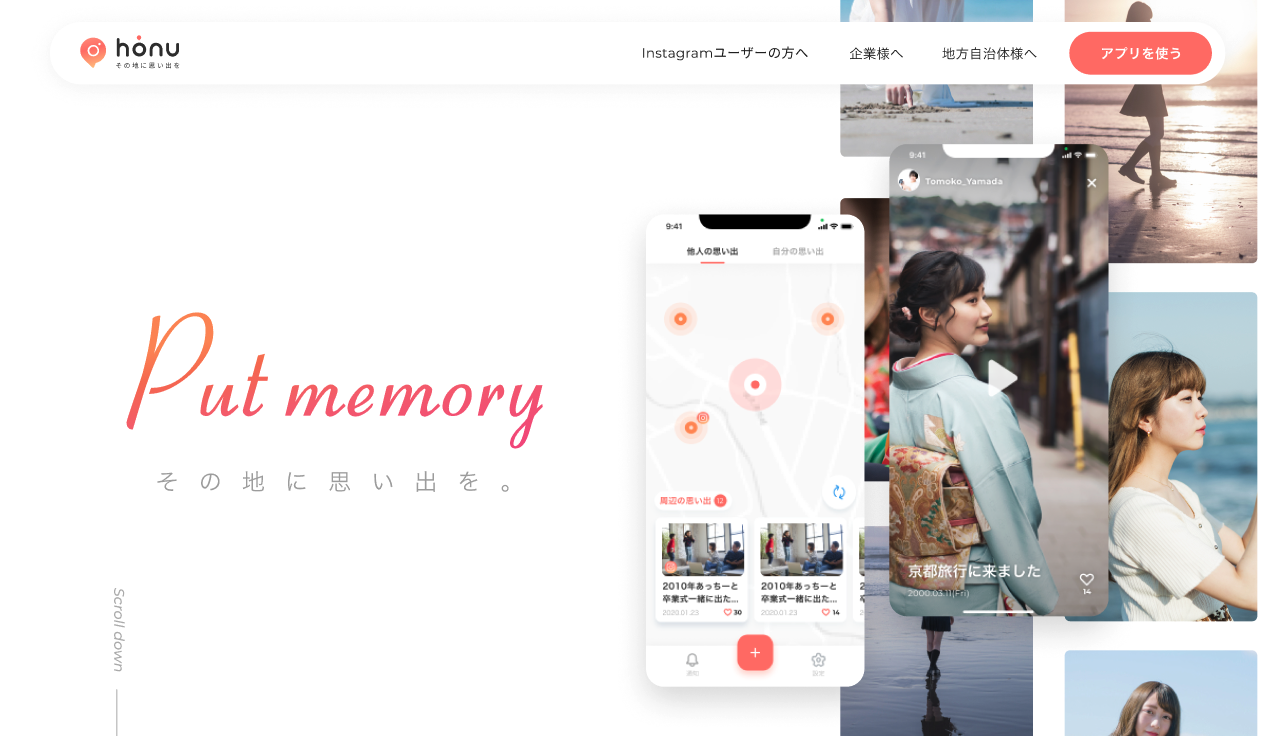 honu
その地に思い出を
Instagramユーザーの方へ
企業様へ
地方自治体様へ
アプリを使う
Put memory
その地に思い出を。
Scroll down
9:41
他人の思い出
自分の思い出
周辺の思い出 12
2010年あっちーと
卒業式一緒に出た...
2020.01.23
30
2010年あっちーと
卒業式一緒に出た...
2020.01.23
14
通知
設定
9:41
Tomoko_Yamada
京都旅行に来ました
2000.03.11(Fri)
14